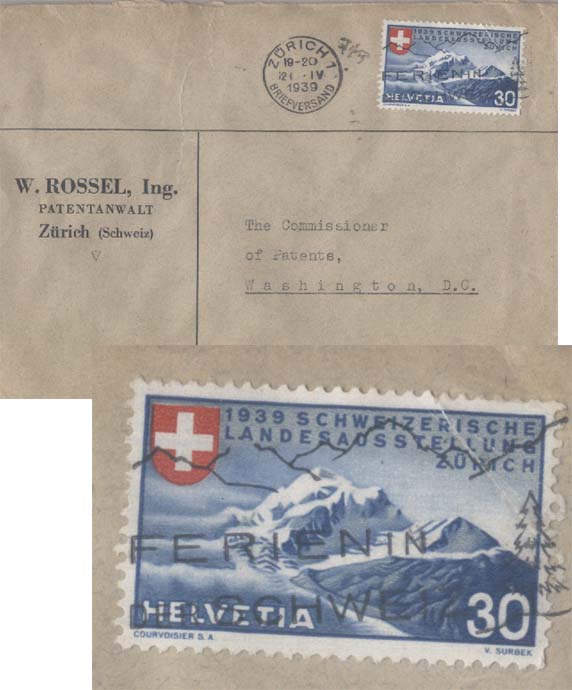 ZÜRICH 1
19-20
21. IV
1939
BRIEFVERSAND
1939 SCHWEIZERISCHE
LANDESAUSSTELLUNG
ZÜRICH
FERIEN IN
HELVETIA 30
W. ROSSEL, Ing.
PATENTANWALT
Zürich (Schweiz)
The Commissioner
of Patents,
Washington, D.C.
1939 SCHWEIZERISCHE
LANDESAUSSTELLUNG
ZÜRICH
FERIEN IN
DER SCHWEIZ
HELVETIA 30
COURVOISIER S.A
V. SURBEK